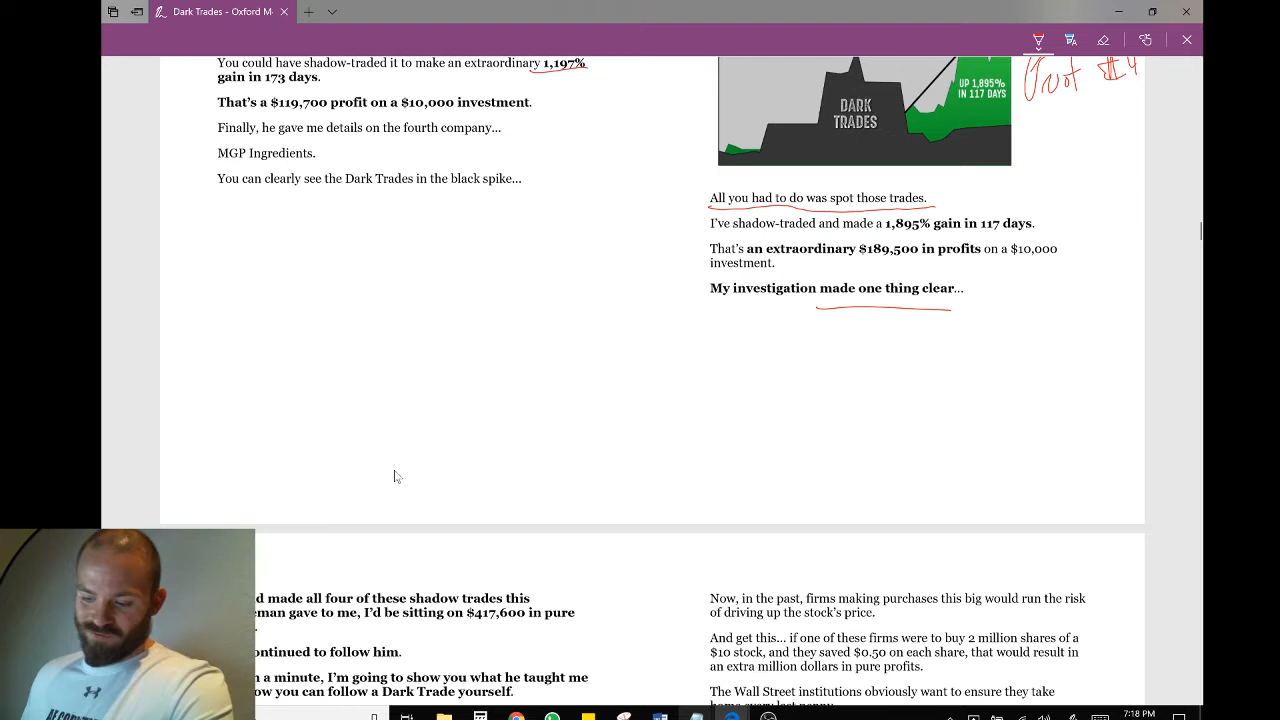 Dark Trades - Oxford M
You could have shadow-traded it to make an extraordinary 1,197%
gain in 173 days.
That's a $119,700 profit on a $10,000 investment.
Finally, he gave me details on the fourth company…
MGP Ingredients.
You can clearly see the Dark Trades in the black spike…
DARK
TRADES
UP 1,895%
IN 117 DAYS
#4
All you had to do was spot those trades.
I've shadow-traded and made a 1,895% gain in 117 days.
That's an extraordinary $189,500 in profits on a $10,000
investment.
My investigation made one thing clear…
d made all four of these shadow trades this
eman gave to me, I'd be sitting on $417,600 in pure
ontinued to follow him.
n a minute, I'm going to show you what he taught me
ow you can follow a Dark Trade yourself.
Now, in the past, firms making purchases this big would run the risk
of driving up the stock's price.
And get this… if one of these firms were to buy 2 million shares of a
$10 stock, and they saved $0.50 on each share, that would result in
an extra million dollars in pure profits.
The Wall Street institutions obviously want to ensure they take
home every last penny
7:18 PM